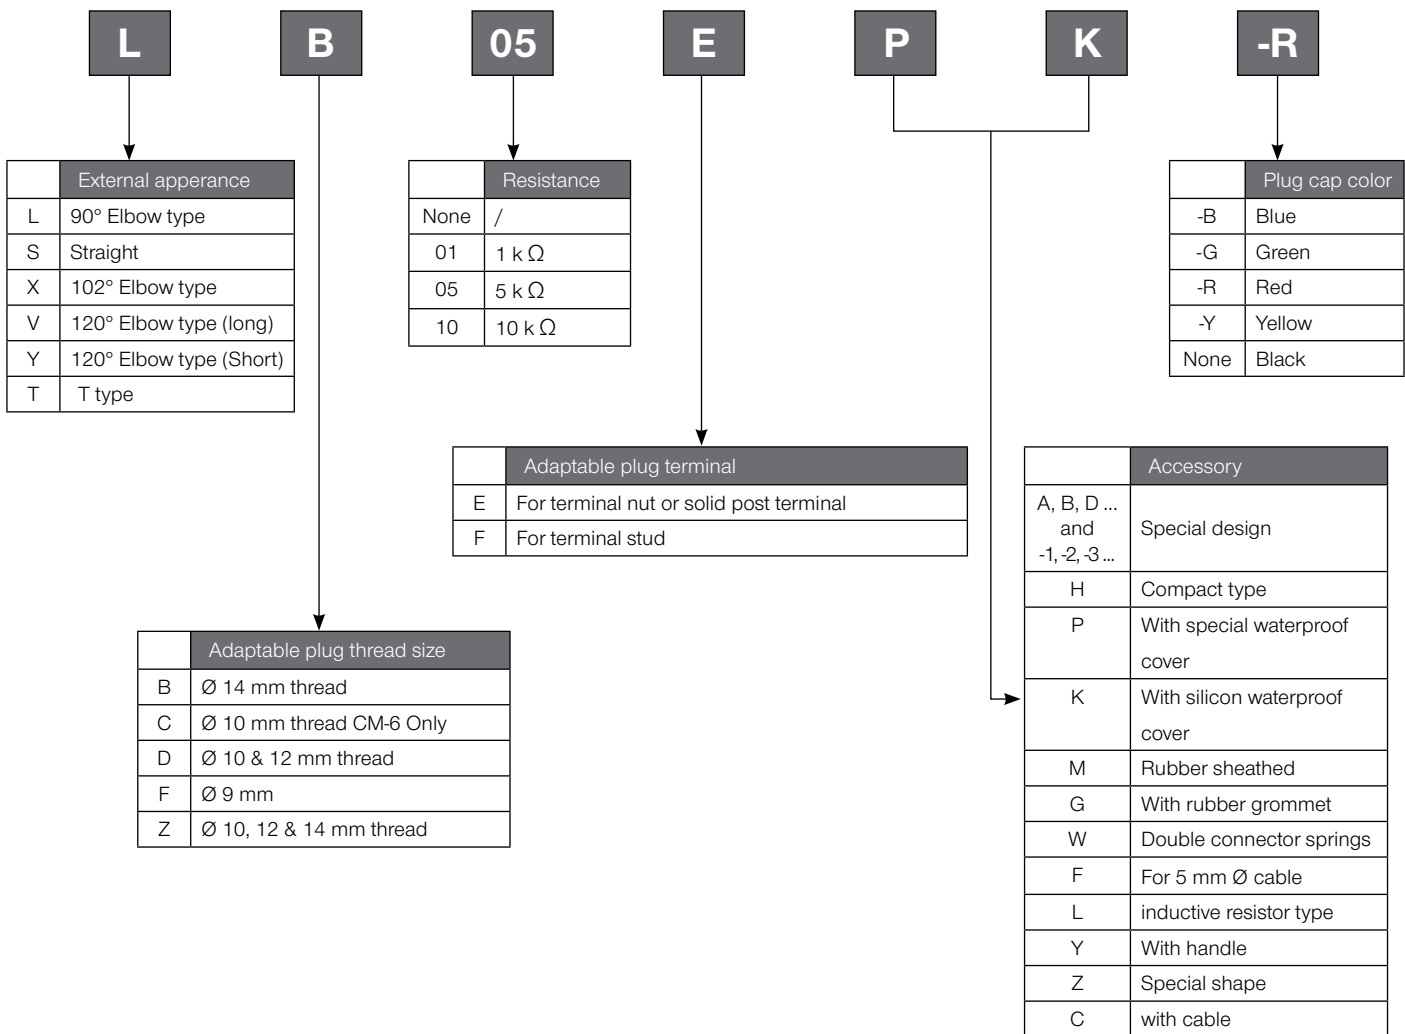 L B 05 E P K -R
External apperance
L 90° Elbow type
S Straight
X 102° Elbow type
V 120° Elbow type (long)
Y 120° Elbow type (Short)
T T type
Resistance
None /
01 1 k Ω
05 5 k Ω
10 10 k Ω
Plug cap color
-B Blue
-G Green
-R Red
-Y Yellow
None Black
Adaptable plug terminal
E For terminal nut or solid post terminal
F For terminal stud
Adaptable plug thread size
B Ø 14 mm thread
C Ø 10 mm thread CM-6 Only
D Ø 10 & 12 mm thread
F Ø 9 mm
Z Ø 10, 12 & 14 mm thread
Accessory
A, B, D ...
and
-1, -2, -3 ...
Special design
H Compact type
P With special waterproof
cover
K With silicon waterproof
cover
M Rubber sheathed
G With rubber grommet
W Double connector springs
F For 5 mm Ø cable
L inductive resistor type
Y With handle
Z Special shape
C with cable